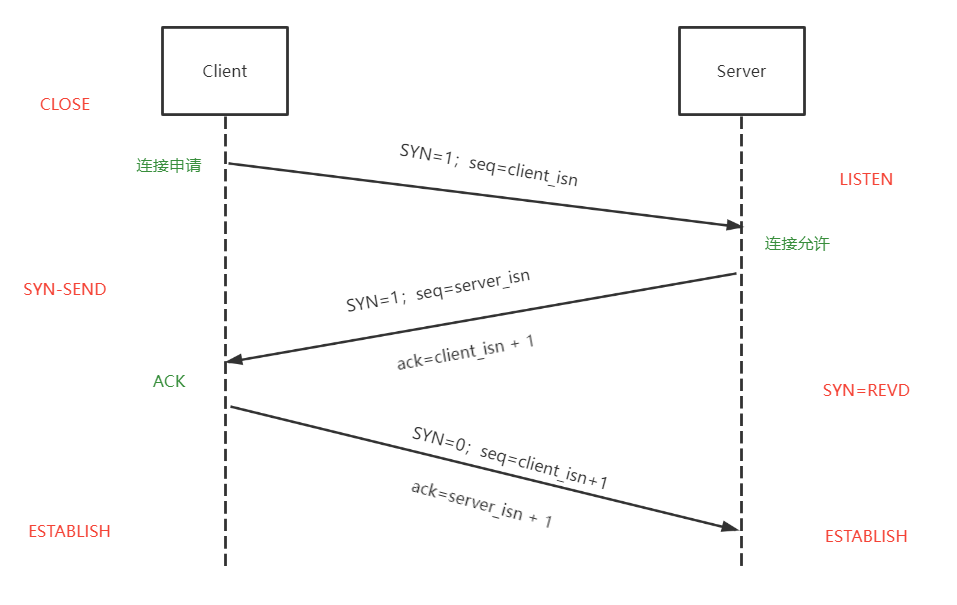 Client
Server
CLOSE
连接申请
SYN=1；seq=client_isn
LISTEN
连接允许
SYN-SEND
SYN=1；seq=server_isn
ack=client_isn + 1
ACK
SYN=REVD
SYN=0；seq=client_isn+1
ack=server_isn + 1
ESTABLISH
ESTABLISH